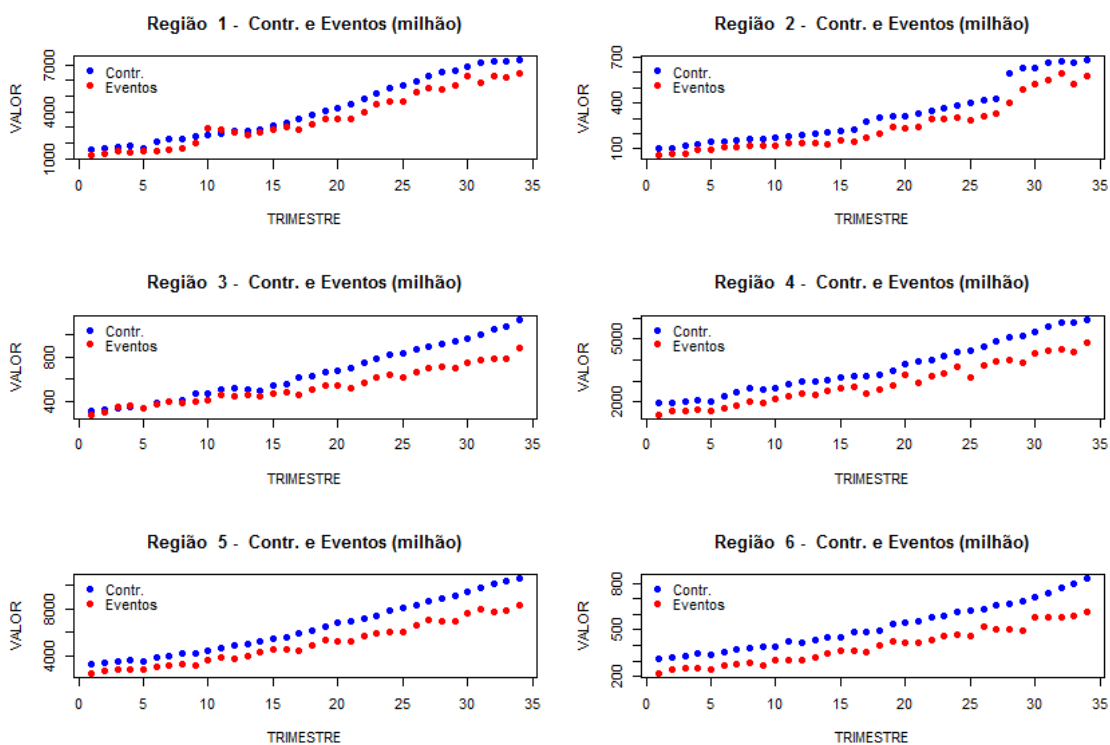 Região 1 - Contr. e Eventos (milhão)
VALOR
7000
4000
1000
Contr.
Eventos
0 5 10 15 20 25 30 35
TRIMESTRE
Região 2 - Contr. e Eventos (milhão)
VALOR
700
400
100
Contr.
Eventos
0 5 10 15 20 25 30 35
TRIMESTRE
Região 3 - Contr. e Eventos (milhão)
VALOR
800
400
Contr.
Eventos
0 5 10 15 20 25 30 35
TRIMESTRE
Região 4 - Contr. e Eventos (milhão)
VALOR
5000
2000
Contr.
Eventos
0 5 10 15 20 25 30 35
TRIMESTRE
Região 5 - Contr. e Eventos (milhão)
VALOR
8000
4000
Contr.
Eventos
0 5 10 15 20 25 30 35
TRIMESTRE
Região 6 - Contr. e Eventos (milhão)
VALOR
800
500
200
Contr.
Eventos
0 5 10 15 20 25 30 35
TRIMESTRE